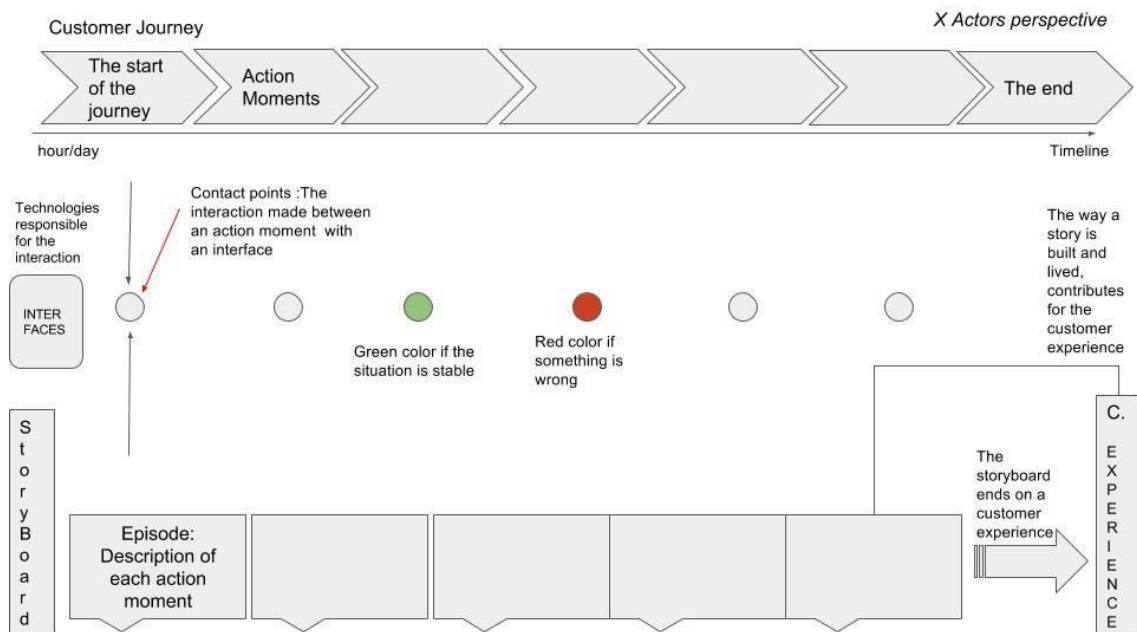 Customer Journey
X Actors perspective
The start
of the
journey
Action
Moments
The end
hour/day
Timeline
Technologies
responsible
for the
interaction
Contact points :The
interaction made between
an action moment with
an interface
The way a
story is
built and
lived,
contributes
for the
customer
experience
INTER
FACES
Green color if the
situation is stable
Red color if
something is
wrong
S
t
o
r
y
B
o
a
r
d
Episode:
Description of
each action
moment
The
storyboard
ends on a
customer
experience
C.
E
X
P
E
R
I
E
N
C
E